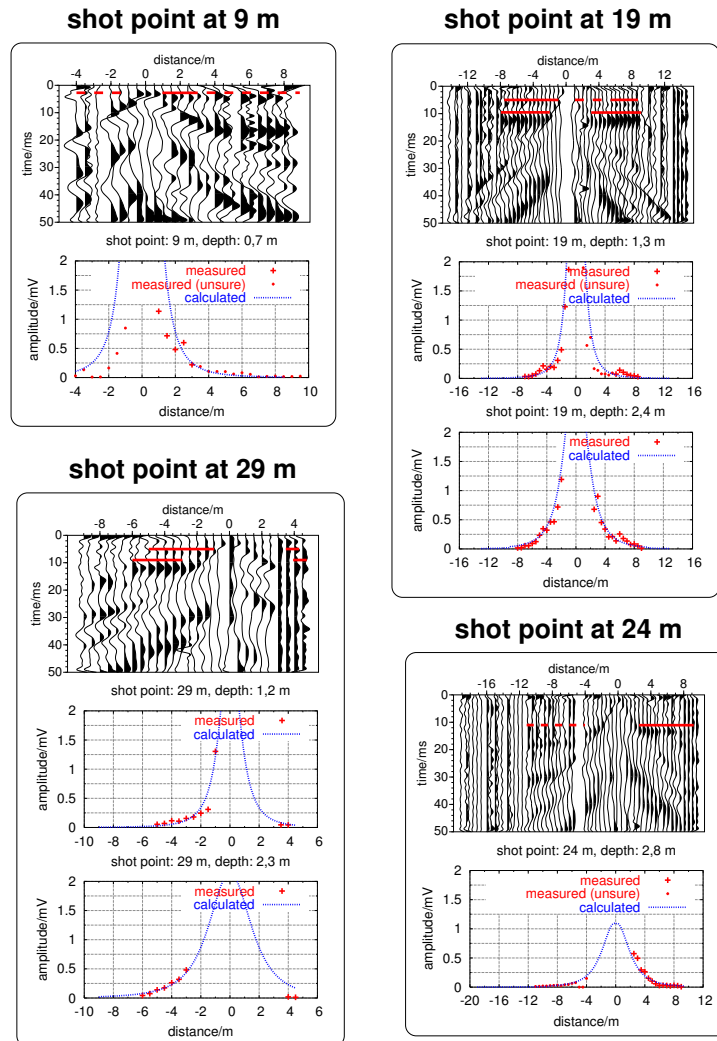 shot point at 9 m
distance/m
-4 -2 0 2 4 6 8
0
10
20
30
40
50
time/ms
shot point: 9 m, depth: 0,7 m
2
1.5
1
0.5
0
amplitude/mV
measured
measured (unsure)
calculated
-4 -2 0 2 4 6 8 10
distance/m
shot point at 19 m
distance/m
-12 -8 -4 0 4 8 12
0
10
20
30
40
50
time/ms
shot point: 19 m, depth: 1,3 m
2
1.5
1
0.5
0
amplitude/mV
measured
measured (unsure)
calculated
-16 -12 -8 -4 0 4 8 12 16
distance/m
shot point: 19 m, depth: 2,4 m
2
1.5
1
0.5
0
amplitude/mV
measured
calculated
-16 -12 -8 -4 0 4 8 12 16
distance/m
shot point at 29 m
distance/m
-8 -6 -4 -2 0 2 4
0
10
20
30
40
50
time/ms
shot point: 29 m, depth: 1,2 m
2
1.5
1
0.5
0
amplitude/mV
measured
calculated
-10 -8 -6 -4 -2 0 2 4 6
shot point: 29 m, depth: 2,3 m
2
1.5
1
0.5
0
amplitude/mV
measured
calculated
-10 -8 -6 -4 -2 0 2 4 6
distance/m
shot point at 24 m
distance/m
-16 -12 -8 -4 0 4 8
0
10
20
30
40
50
time/ms
shot point: 24 m, depth: 2,8 m
2
1.5
1
0.5
0
amplitude/mV
measured
measured (unsure)
calculated
-20 -16 -12 -8 -4 0 4 8 12
distance/m